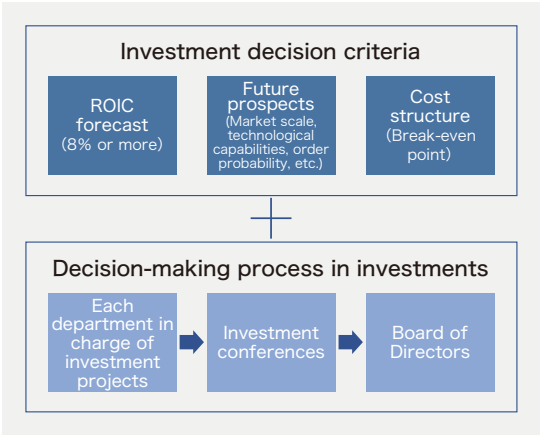 Investment decision criteria
ROIC
forecast
(8% or more)
Future
prospects
(Market scale,
technological
capabilities, order
probability, etc.)
Cost
structure
(Break-even
point)
Decision-making process in investments
Each
department in
charge of
investment
projects
Investment
conferences
Board of
Directors